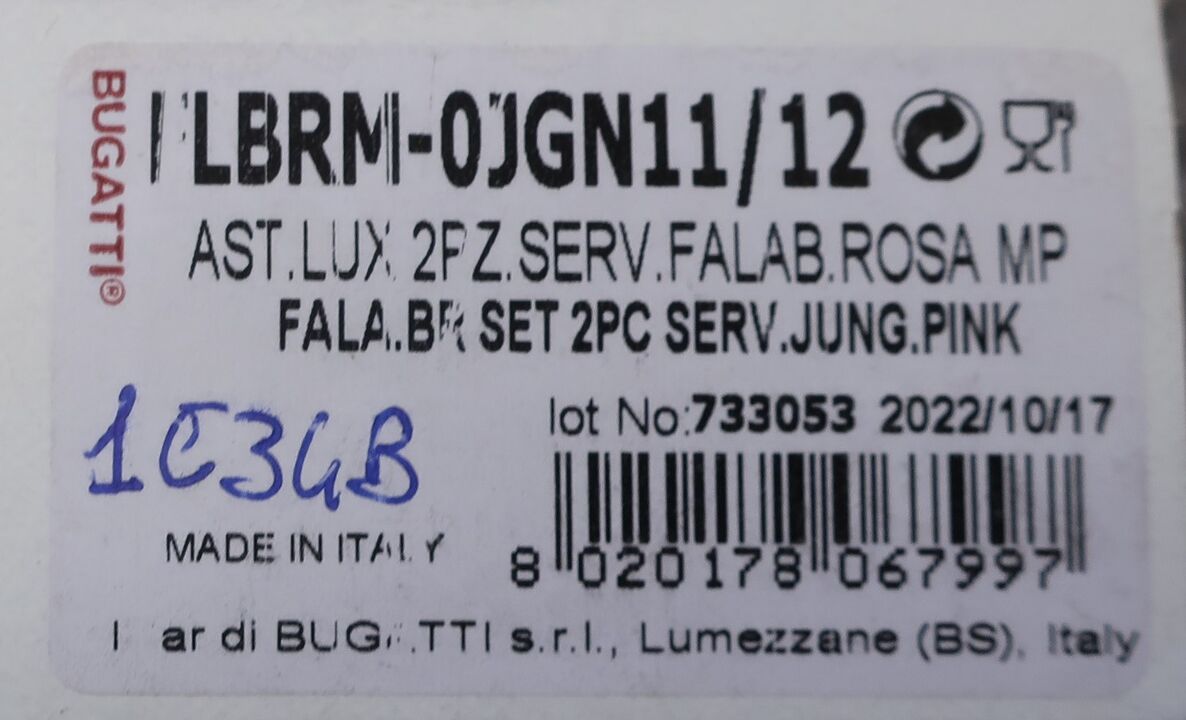 BUGATTI®
LBRM-0JGN11/12
AST.LUX 2PZ.SERV.FALAB.ROSA MP
FALA.BR SET 2PC SERV.JUNG.PINK
lot No:733053 2022/10/17
1C34B
MADE IN ITALY
8 020178 067997
ar di BUGATTI s.r.l., Lumezzane (BS), Italy